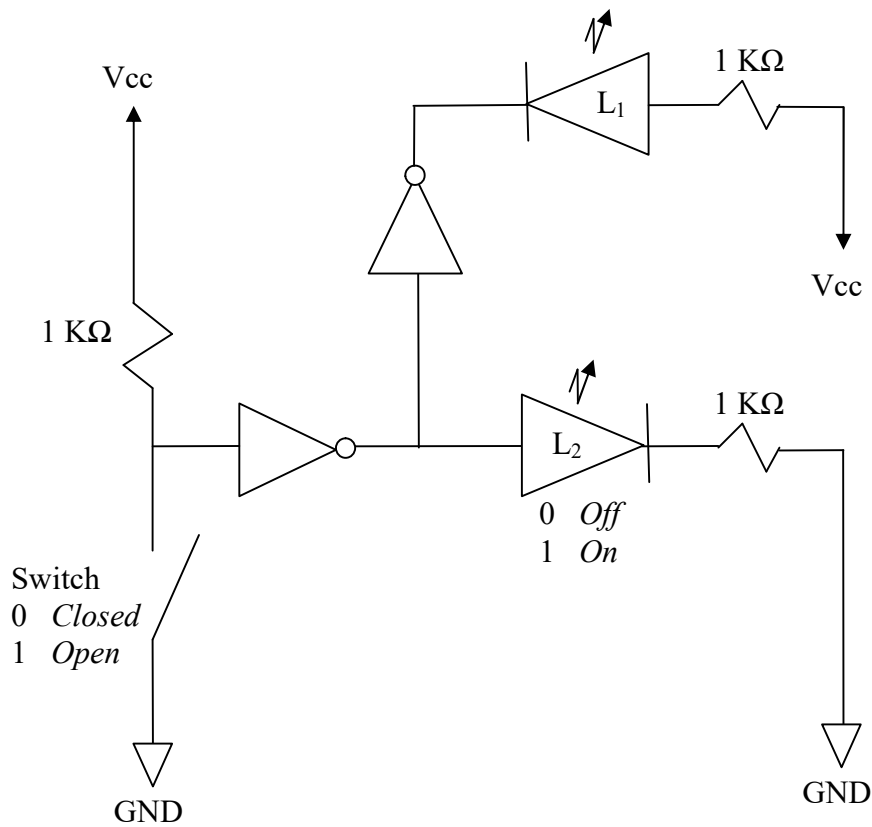 1 KΩ
Vcc
L₁
Vcc
1 KΩ
1 KΩ
L₂
0 Off
1 On
Switch
0 Closed
1 Open
GND
GND